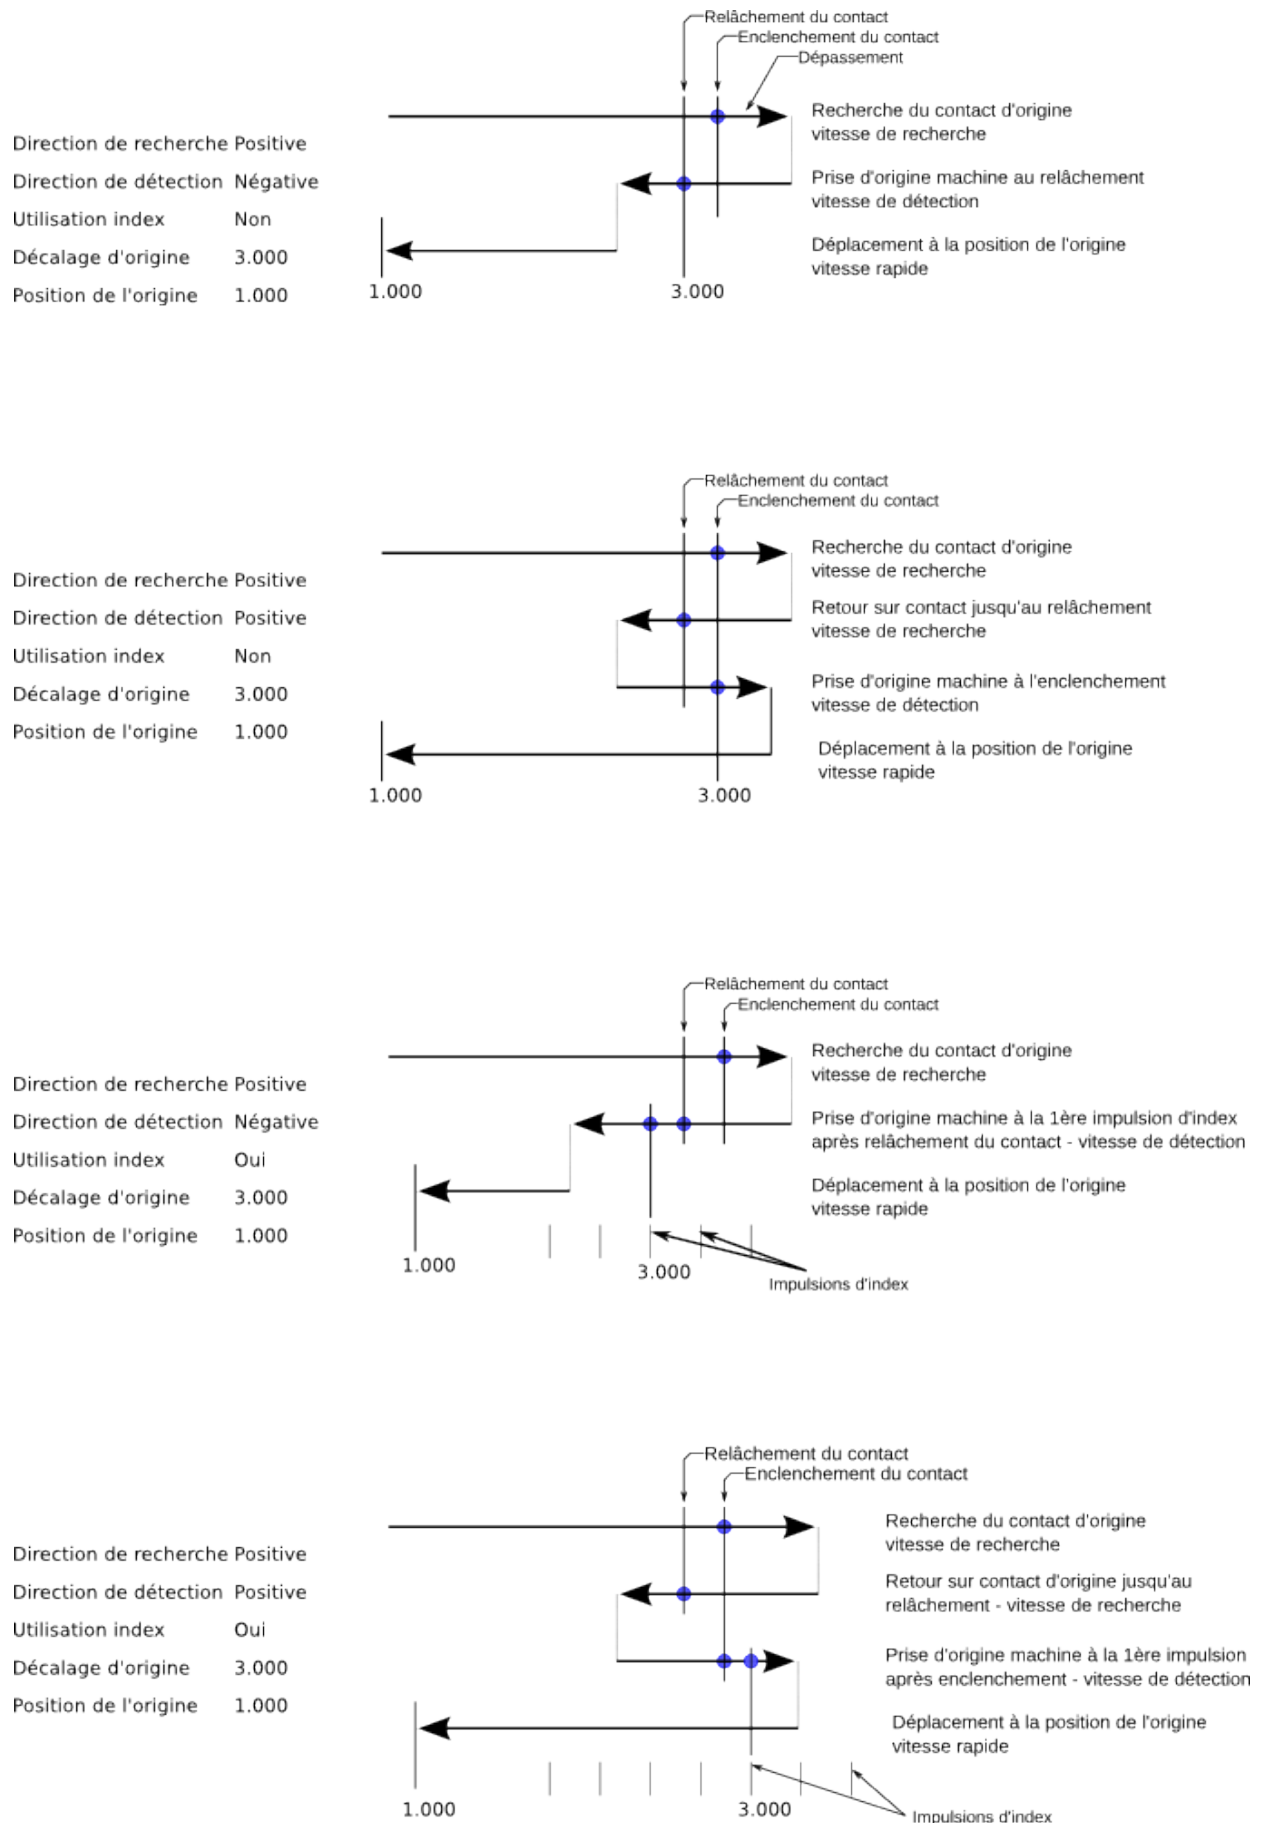 Relâchement du contact
Enclenchement du contact
Dépassement
Recherche du contact d'origine
vitesse de recherche
Direction de recherche Positive
Direction de détection Négative
Prise d'origine machine au relâchement
vitesse de détection
Utilisation index Non
Décalage d'origine 3.000
Déplacement à la position de l'origine
vitesse rapide
Position de l'origine 1.000
1.000 3.000
Relâchement du contact
Enclenchement du contact
Recherche du contact d'origine
vitesse de recherche
Direction de recherche Positive
Direction de détection Positive
Retour sur contact jusqu'au relâchement
vitesse de recherche
Utilisation index Non
Décalage d'origine 3.000
Prise d'origine machine à l'enclenchement
vitesse de détection
Position de l'origine 1.000
Déplacement à la position de l'origine
vitesse rapide
1.000 3.000
Relâchement du contact
Enclenchement du contact
Recherche du contact d'origine
vitesse de recherche
Direction de recherche Positive
Direction de détection Négative
Prise d'origine machine à la 1ère impulsion d'index
après relâchement du contact - vitesse de détection
Utilisation index Oui
Décalage d'origine 3.000
Déplacement à la position de l'origine
vitesse rapide
Position de l'origine 1.000
1.000 3.000
Impulsions d'index
Relâchement du contact
Enclenchement du contact
Recherche du contact d'origine
vitesse de recherche
Direction de recherche Positive
Direction de détection Positive
Retour sur contact d'origine jusqu'au
relâchement - vitesse de recherche
Utilisation index Oui
Décalage d'origine 3.000
Prise d'origine machine à la 1ère impulsion
après enclenchement - vitesse de détection
Position de l'origine 1.000
Déplacement à la position de l'origine
vitesse rapide
1.000 3.000
Impulsions d'index